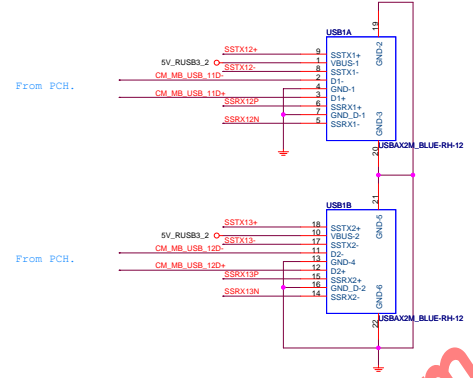 USB1A
19
GND-2
SSTX12+ 9 SSTX1+
5V_RUSB3_2 1 VBUS-1
SSTX12- 8 SSTX1-
CM_MB_USB_11D- 2 D1-
4 GND-1
From PCH.
CM_MB_USB_11D+ 3 D1+
SSRX12P 6 SSRX1+
7 GND_D-1
SSRX12N 5 SSRX1-
GND-3
20
USBAX2M_BLUE-RH-12
USB1B
21
GND-5
SSTX13+ 18 SSTX2+
5V_RUSB3_2 10 VBUS-2
SSTX13- 17 SSTX2-
CM_MB_USB_12D- 11 D2-
13 GND-4
From PCH.
CM_MB_USB_12D+ 12 D2+
SSRX13P 15 SSRX2+
16 GND_D-2
SSRX13N 14 SSRX2-
GND-6
22
USBAX2M_BLUE-RH-12